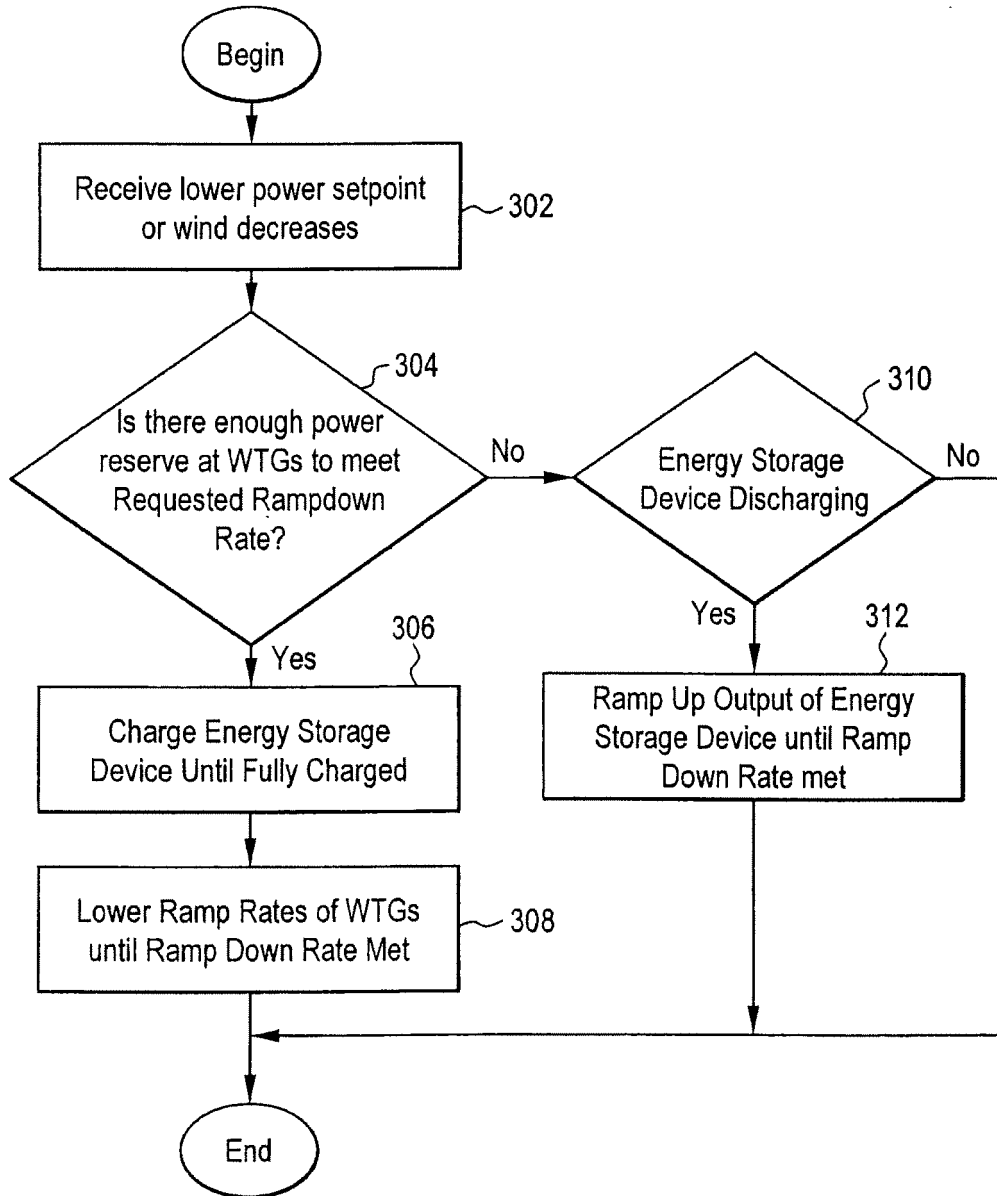 Begin
Receive lower power setpoint
or wind decreases
302
304
Is there enough power
reserve at WTGs to meet
Requested Rampdown
Rate?
No
310
Energy Storage
Device Discharging
No
Yes
306
Charge Energy Storage
Device Until Fully Charged
Yes
312
Ramp Up Output of Energy
Storage Device until Ramp
Down Rate met
Lower Ramp Rates of WTGs
until Ramp Down Rate Met
308
End